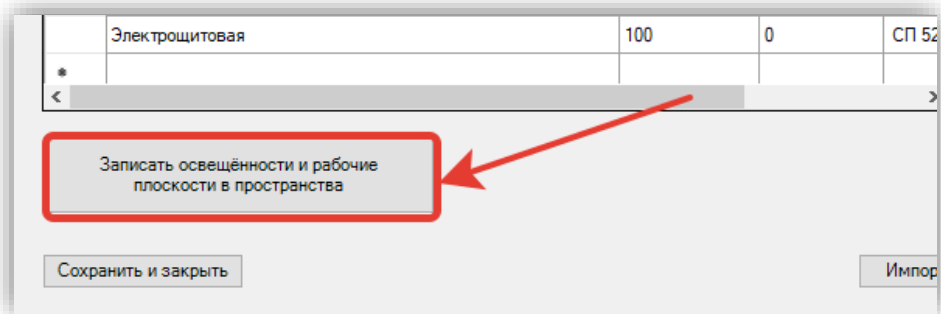 Электрощитовая 100 0 СП 52
Записать освещённости и рабочие
плоскости в пространства
Сохранить и закрыть
Импор